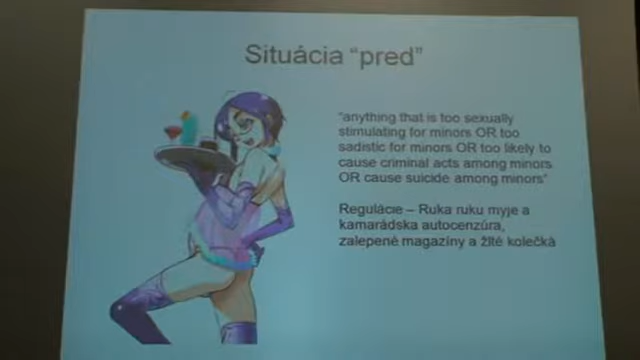 Situácia "pred"
"anything that is too sexually
stimulating for minors OR too
sadistic for minors OR too likely to
cause criminal acts among minors
OR cause suicide among minors"
Regulácie – Ruka ruku myje a
kamarádska autocenzúra,
zalepené magazíny a žlté kolečká